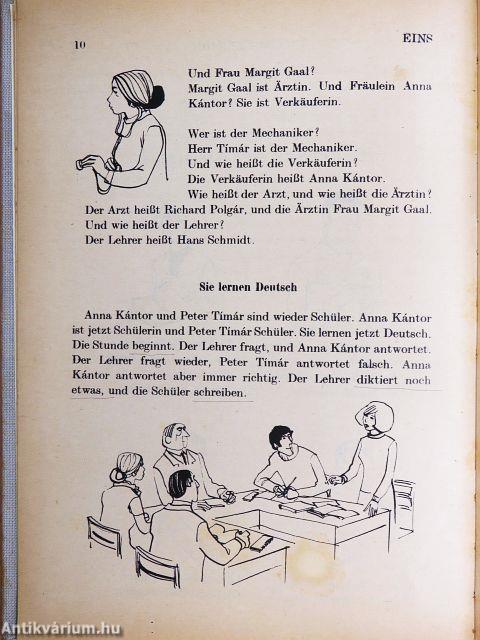 10
EINS
Und Frau Margit Gaal?
Margit Gaal ist Ärztin. Und Fräulein Anna
Kántor? Sie ist Verkäuferin.
Wer ist der Mechaniker?
Herr Tímár ist der Mechaniker.
Und wie heißt die Verkäuferin?
Die Verkäuferin heißt Anna Kántor.
Wie heißt der Arzt, und wie heißt die Ärztin?
Der Arzt heißt Richard Polgár, und die Ärztin Frau Margit Gaal.
Und wie heißt der Lehrer?
Der Lehrer heißt Hans Schmidt.
Sie lernen Deutsch
Anna Kántor und Peter Tímár sind wieder Schüler. Anna Kántor
ist jetzt Schülerin und Peter Tímár Schüler. Sie lernen jetzt Deutsch.
Die Stunde beginnt. Der Lehrer fragt, und Anna Kántor antwortet.
Der Lehrer fragt wieder, Peter Tímár antwortet falsch. Anna
Kántor antwortet aber immer richtig. Der Lehrer diktiert noch
etwas, und die Schüler schreiben.
Antikvárium.hu